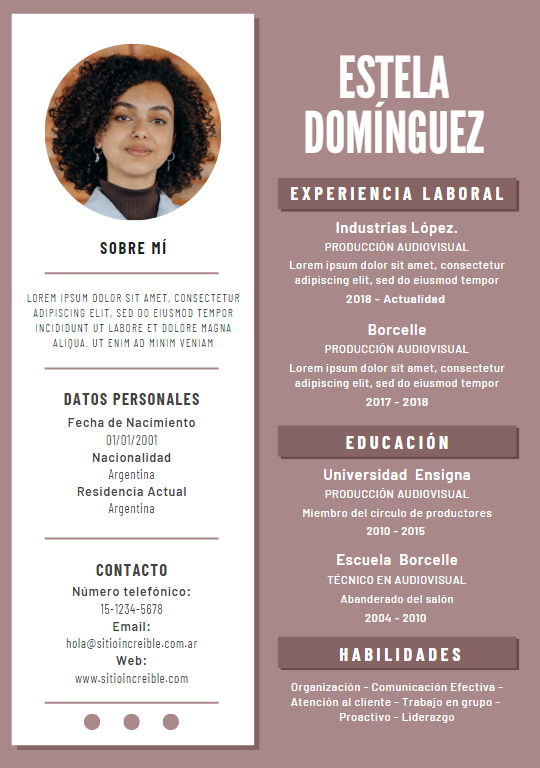 SOBRE MÍ
LOREM IPSUM DOLOR SIT AMET, CONSECTETUR
ADIPISCING ELIT, SED DO EIUSMOD TEMPOR
INCIDIDUNT UT LABORE ET DOLORE MAGNA
ALIQUA. UT ENIM AD MINIM VENIAM
DATOS PERSONALES
Fecha de Nacimiento
01/01/2001
Nacionalidad
Argentina
Residencia Actual
Argentina
CONTACTO
Número telefónico:
15-1234-5678
Email:
hola@sitioincreible.com.ar
Web:
www.sitioincreible.com
ESTELA
DOMÍNGUEZ
EXPERIENCIA LABORAL
Industrias López.
PRODUCCIÓN AUDIOVISUAL
Lorem ipsum dolor sit amet, consectetur
adipiscing elit, sed do eiusmod tempor
2018 - Actualidad
Borcelle
PRODUCCIÓN AUDIOVISUAL
Lorem ipsum dolor sit amet, consectetur
adipiscing elit, sed do eiusmod tempor
2017 - 2018
EDUCACIÓN
Universidad Ensigna
PRODUCCIÓN AUDIOVISUAL
Miembro del círculo de productores
2010 - 2015
Escuela Borcelle
TÉCNICO EN AUDIOVISUAL
Abanderado del salón
2004 - 2010
HABILIDADES
Organización - Comunicación Efectiva -
Atención al cliente - Trabajo en grupo -
Proactivo - Liderazgo